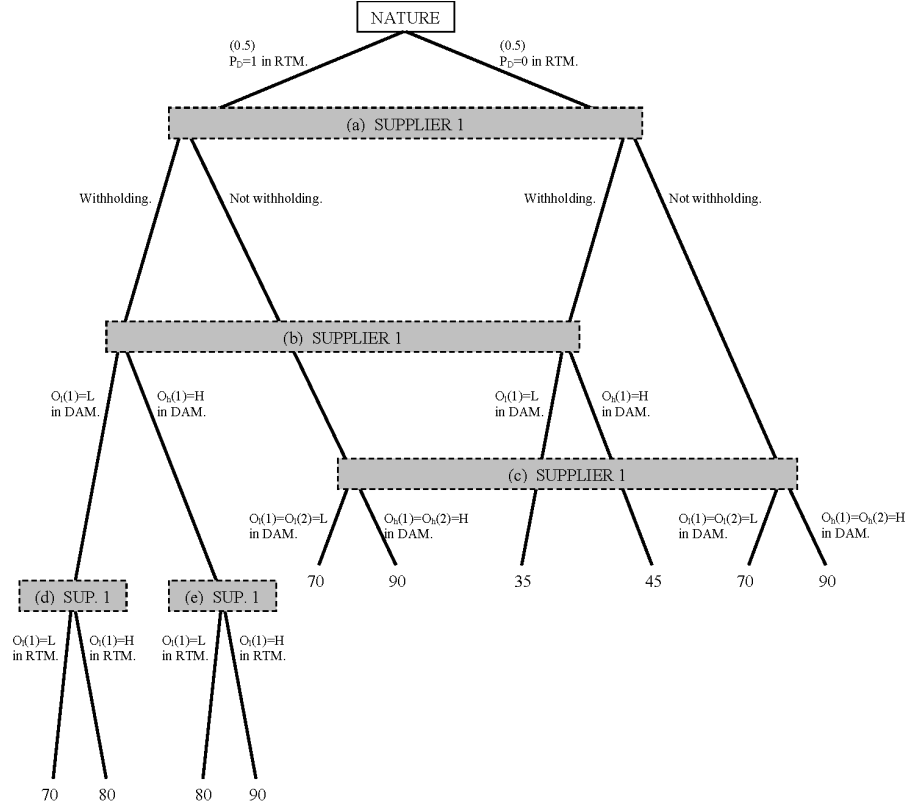 NATURE
(0.5)
P_D=1 in RTM.
(0.5)
P_D=0 in RTM.
(a) SUPPLIER 1
Withholding.
Not withholding.
Withholding.
Not withholding.
(b) SUPPLIER 1
O_l(1)=L
in DAM.
O_h(1)=H
in DAM.
O_l(1)=L
in DAM.
O_h(1)=H
in DAM.
(c) SUPPLIER 1
O_l(1)=O_l(2)=L
in DAM.
O_h(1)=O_h(2)=H
in DAM.
O_l(1)=O_l(2)=L
in DAM.
O_h(1)=O_h(2)=H
in DAM.
70 90 35 45 70 90
(d) SUP. 1
(e) SUP. 1
O_l(1)=L
in RTM.
O_l(1)=H
in RTM.
O_l(1)=L
in RTM.
O_l(1)=H
in RTM.
70 80 80 90